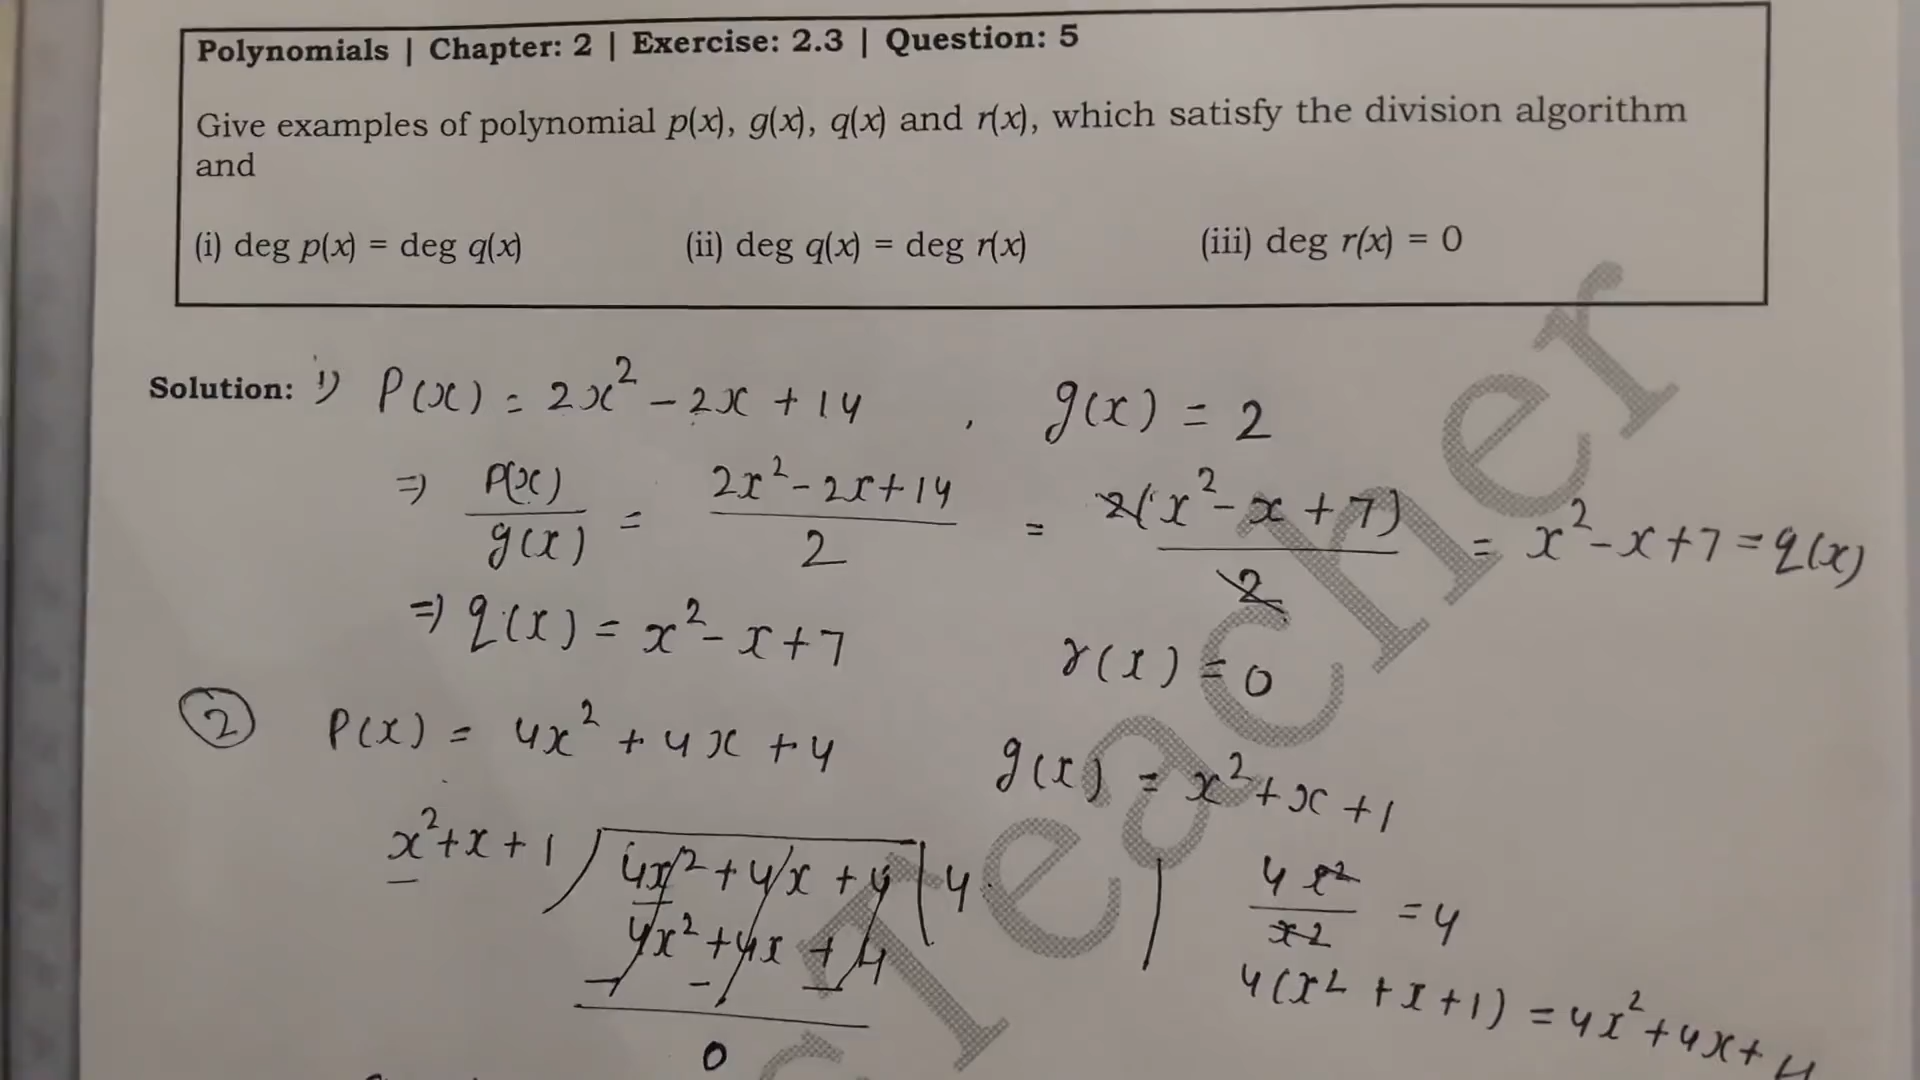 Polynomials | Chapter: 2 | Exercise: 2.3 | Question: 5
Give examples of polynomial p(x), g(x), q(x) and r(x), which satisfy the division algorithm
and
(i) deg p(x) = deg q(x) (ii) deg q(x) = deg r(x) (iii) deg r(x) = 0
Solution: 1) P(x) = 2x² - 2x + 14 , g(x) = 2
⇒ P(x)/g(x) = (2x² - 2x + 14)/2 = 2(x² - x + 7)/2 = x² - x + 7 = q(x)
⇒ q(x) = x² - x + 7 r(x) = 0
② P(x) = 4x² + 4x + 4 g(x) = x² + x + 1
x² + x + 1 ) 4x² + 4x + 4 | 4 4x²/x² = 4
4x² + 4x + 4
- - -
4(x² + x + 1) = 4x² + 4x + 4
0
Teacher